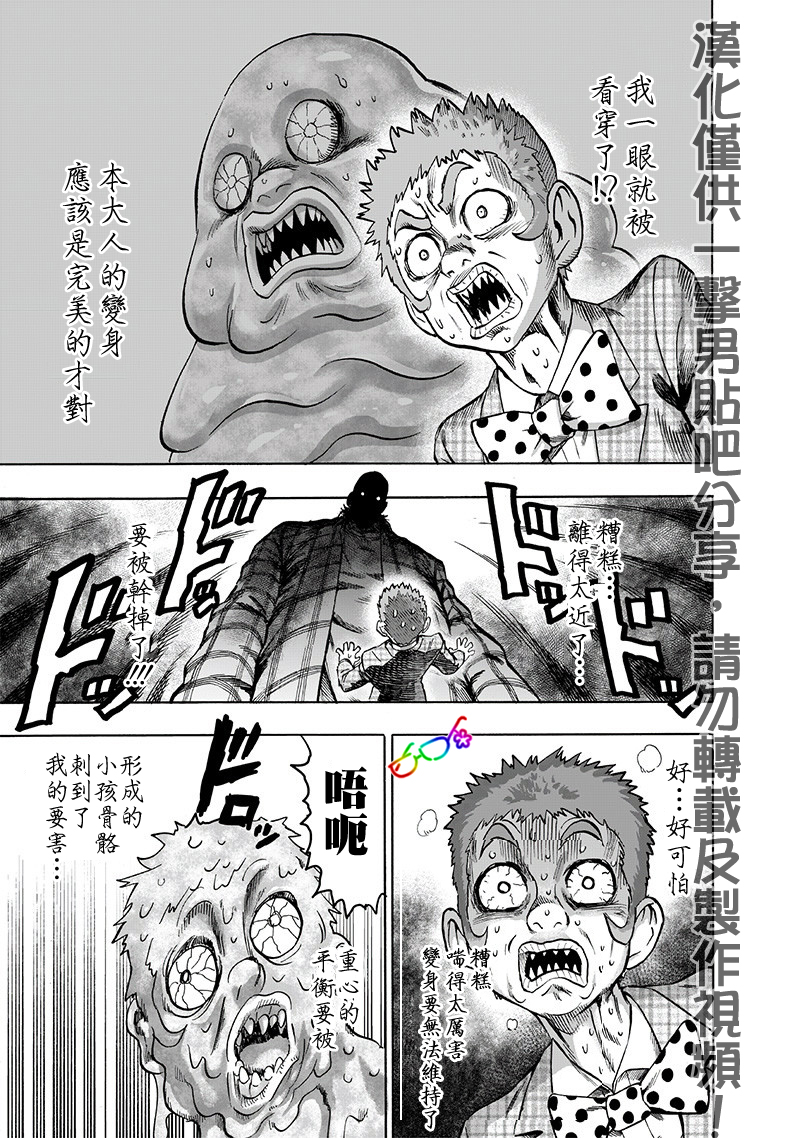 漢化僅供一擊男貼吧分享．請勿轉載及製作視頻！
我一眼就被
看穿了!?
本大人的變身
應該是完美的才對
糟糕…
離得太近了…
要被幹掉了!!!
ドドドド
好…好可怕
糟糕
喘得太厲害
變身要無法維持了
ドロッ
唔呃
重心的
平衡要被
形成的
小孩骨骼
刺到了
我的要害…